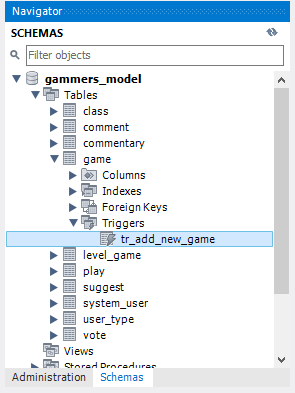 Navigator
SCHEMAS
Filter objects
gammers_model
Tables
class
comment
commentary
game
Columns
Indexes
Foreign Keys
Triggers
tr_add_new_game
level_game
play
suggest
system_user
user_type
vote
Views
Stored Procedures
Administration Schemas